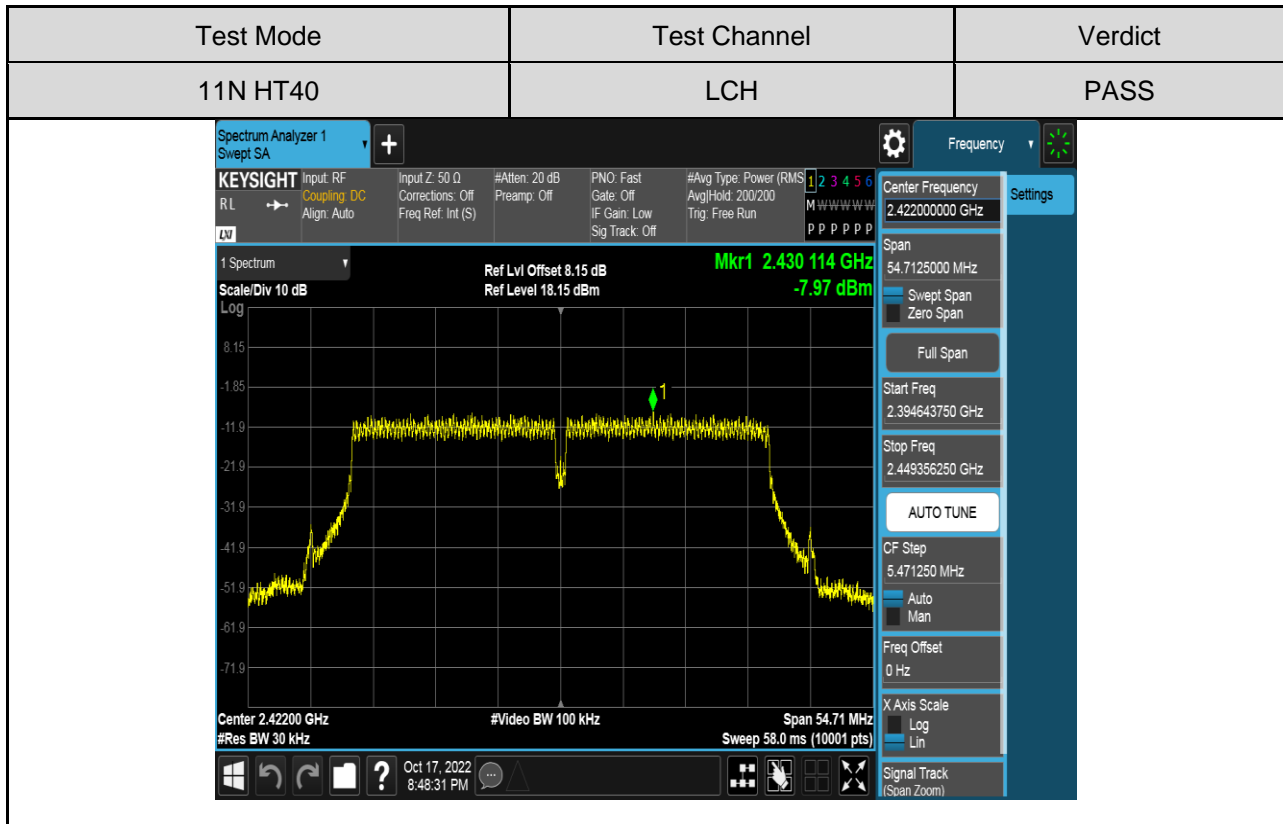 Test Mode Test Channel Verdict
11N HT40 LCH PASS
Spectrum Analyzer 1
Swept SA
+
Frequency
KEYSIGHT Input: RF Input Z: 50 Ω #Atten: 20 dB PNO: Fast #Avg Type: Power (RMS 1 2 3 4 5 6
RL Coupling: DC Corrections: Off Preamp: Off Gate: Off Avg|Hold: 200/200 M W W W W W
Align: Auto Freq Ref: Int (S) IF Gain: Low Trig: Free Run
LXI Sig Track: Off P P P P P P
1 Spectrum Ref Lvl Offset 8.15 dB Mkr1 2.430 114 GHz
Scale/Div 10 dB Ref Level 18.15 dBm -7.97 dBm
Log
8.15
-1.85
1
-11.9
-21.9
-31.9
-41.9
-51.9
-61.9
-71.9
Center 2.42200 GHz #Video BW 100 kHz Span 54.71 MHz
#Res BW 30 kHz Sweep 58.0 ms (10001 pts)
Center Frequency
2.422000000 GHz
Settings
Span
54.7125000 MHz
Swept Span
Zero Span
Full Span
Start Freq
2.394643750 GHz
Stop Freq
2.449356250 GHz
AUTO TUNE
CF Step
5.471250 MHz
Auto
Man
Freq Offset
0 Hz
X Axis Scale
Log
Lin
Signal Track
(Span Zoom)
? Oct 17, 2022
8:48:31 PM